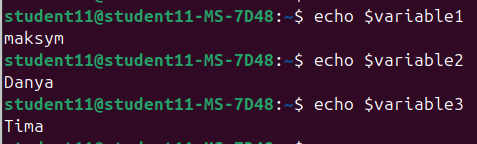 student11@student11-MS-7D48:~$ echo $variable1
maksym
student11@student11-MS-7D48:~$ echo $variable2
Danya
student11@student11-MS-7D48:~$ echo $variable3
Tima